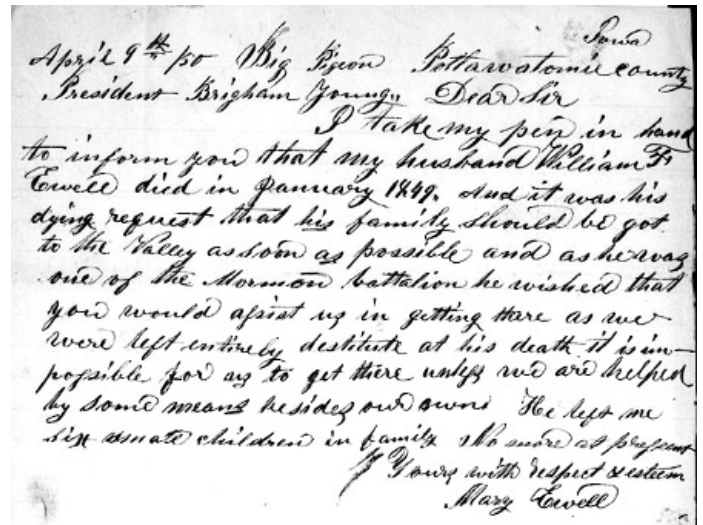 Iowa
April 9th /50 Big Pigeon Pottawatomie county
President Brigham Young, Dear Sir
I take my pen in hand
to inform you that my husband William F
Ewell died in January 1849. And it was his
dying request that his family should be got
to the Valley as soon as possible and as he was
one of the Mormon battalion he wished that
you would assist us in getting thare as we
were left entireby destitute at his death it is im-
possible for us to get there unless we are helped
by some means besides our own He left me
six children in family No more at present
Yours with respect & esteem
Mary Ewell